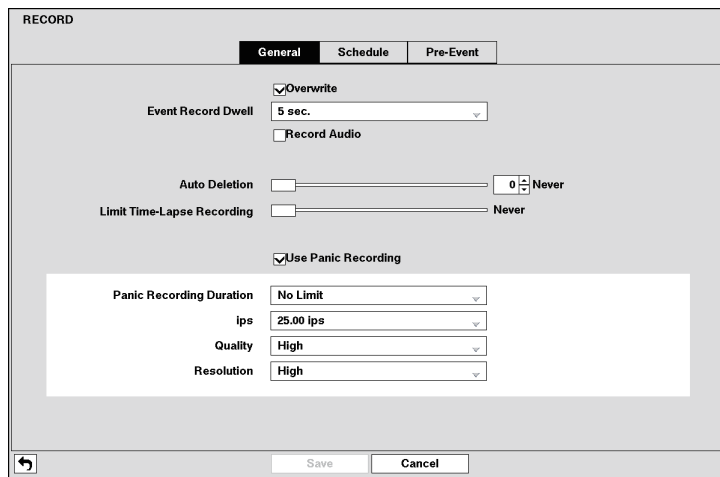 RECORD
General Schedule Pre-Event
Overwrite
Event Record Dwell 5 sec.
Record Audio
Auto Deletion 0 Never
Limit Time-Lapse Recording Never
Use Panic Recording
Panic Recording Duration No Limit
ips 25.00 ips
Quality High
Resolution High
Save Cancel